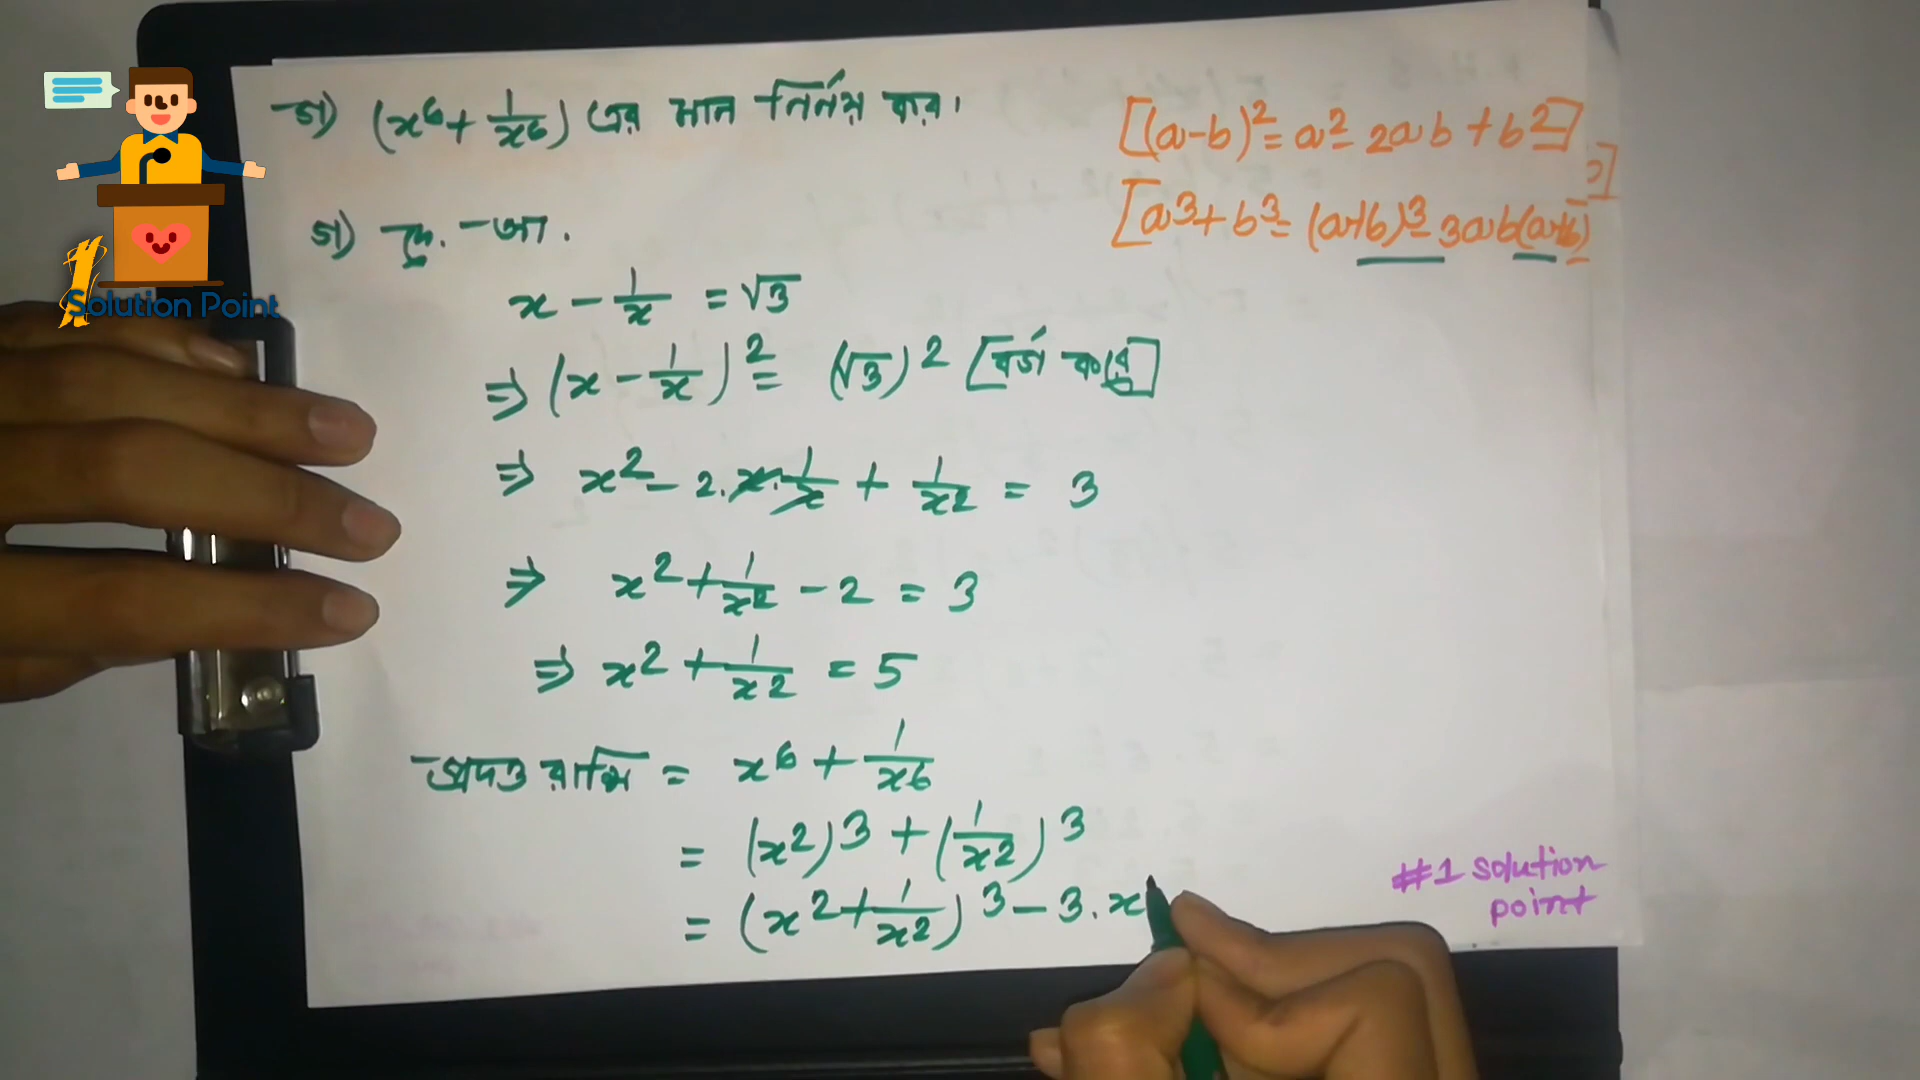 গ) (x⁶ + 1/x⁶) এর মান নির্ণয় কর।
[(a-b)² = a² - 2ab + b²]
[a³ + b³ = (a+b)³ - 3ab(a+b)
গ) দে. আ.
x - 1/x = √3
⇒ (x - 1/x)² = (√3)² [বর্গ করে]
⇒ x² - 2.x.1/x + 1/x² = 3
⇒ x² + 1/x² - 2 = 3
⇒ x² + 1/x² = 5
প্রদত্ত রাশি = x⁶ + 1/x⁶
= (x²)³ + (1/x²)³
= (x² + 1/x²)³ - 3.x
#1 solution
point
1 Solution Point